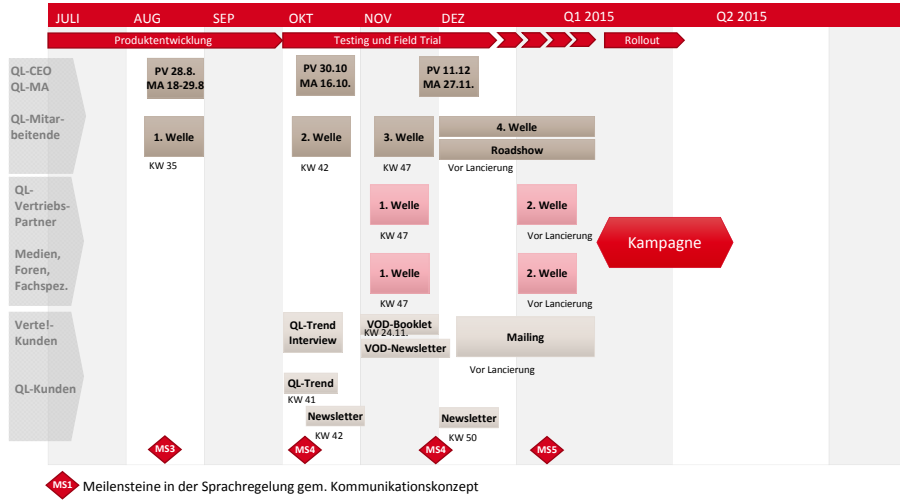 JULI AUG SEP OKT NOV DEZ Q1 2015 Q2 2015
Produktentwicklung Testing und Field Trial Rollout
QL-CEO
QL-MA
PV 28.8.
MA 18-29.8
PV 30.10
MA 16.10.
PV 11.12
MA 27.11.
QL-Mitar-
beitende
1. Welle
KW 35
2. Welle
KW 42
3. Welle
KW 47
4. Welle
Roadshow
Vor Lancierung
QL-
Vertriebs-
Partner
1. Welle
KW 47
2. Welle
Vor Lancierung
Kampagne
Medien,
Foren,
Fachspez.
1. Welle
KW 47
2. Welle
Vor Lancierung
Verte!-
Kunden
QL-Trend
Interview
VOD-Booklet
KW 24.11.
VOD-Newsletter
Mailing
Vor Lancierung
QL-Kunden
QL-Trend
KW 41
Newsletter
KW 42
Newsletter
KW 50
MS3 MS4 MS4 MS5
MS1 Meilensteine in der Sprachregelung gem. Kommunikationskonzept